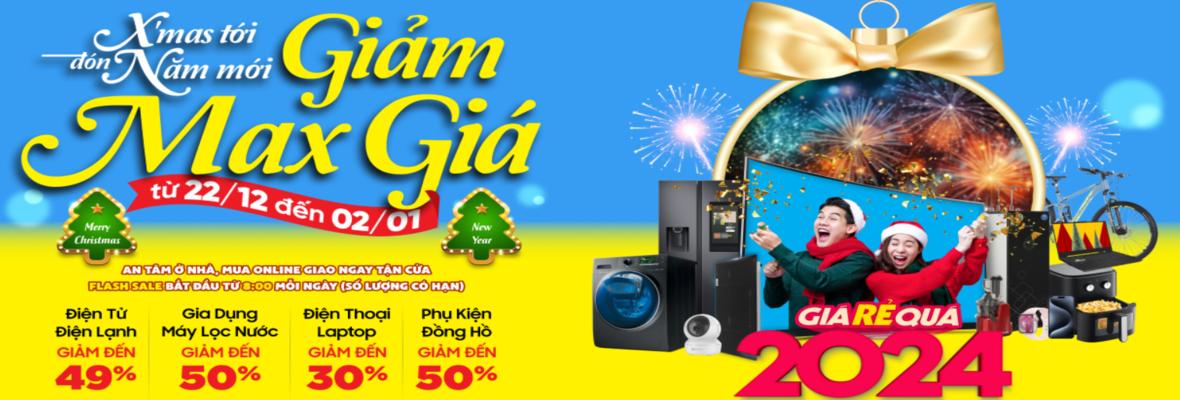 X'mas tới
đón Năm mới
Giảm
Max Giá
từ 22/12 đến 02/01
Merry
Christmas
New
Year
AN TÂM Ở NHÀ, MUA ONLINE GIAO NGAY TẬN CỬA
FLASH SALE BẮT ĐẦU TỪ 8:00 MỖI NGÀY (SỐ LƯỢNG CÓ HẠN)
Điện Tử
Điện Lạnh
GIẢM ĐẾN
49%
Gia Dụng
Máy Lọc Nước
GIẢM ĐẾN
50%
Điện Thoại
Laptop
GIẢM ĐẾN
30%
Phụ Kiện
Đồng Hồ
GIẢM ĐẾN
50%
GIÁ RẺ QUÁ
2024